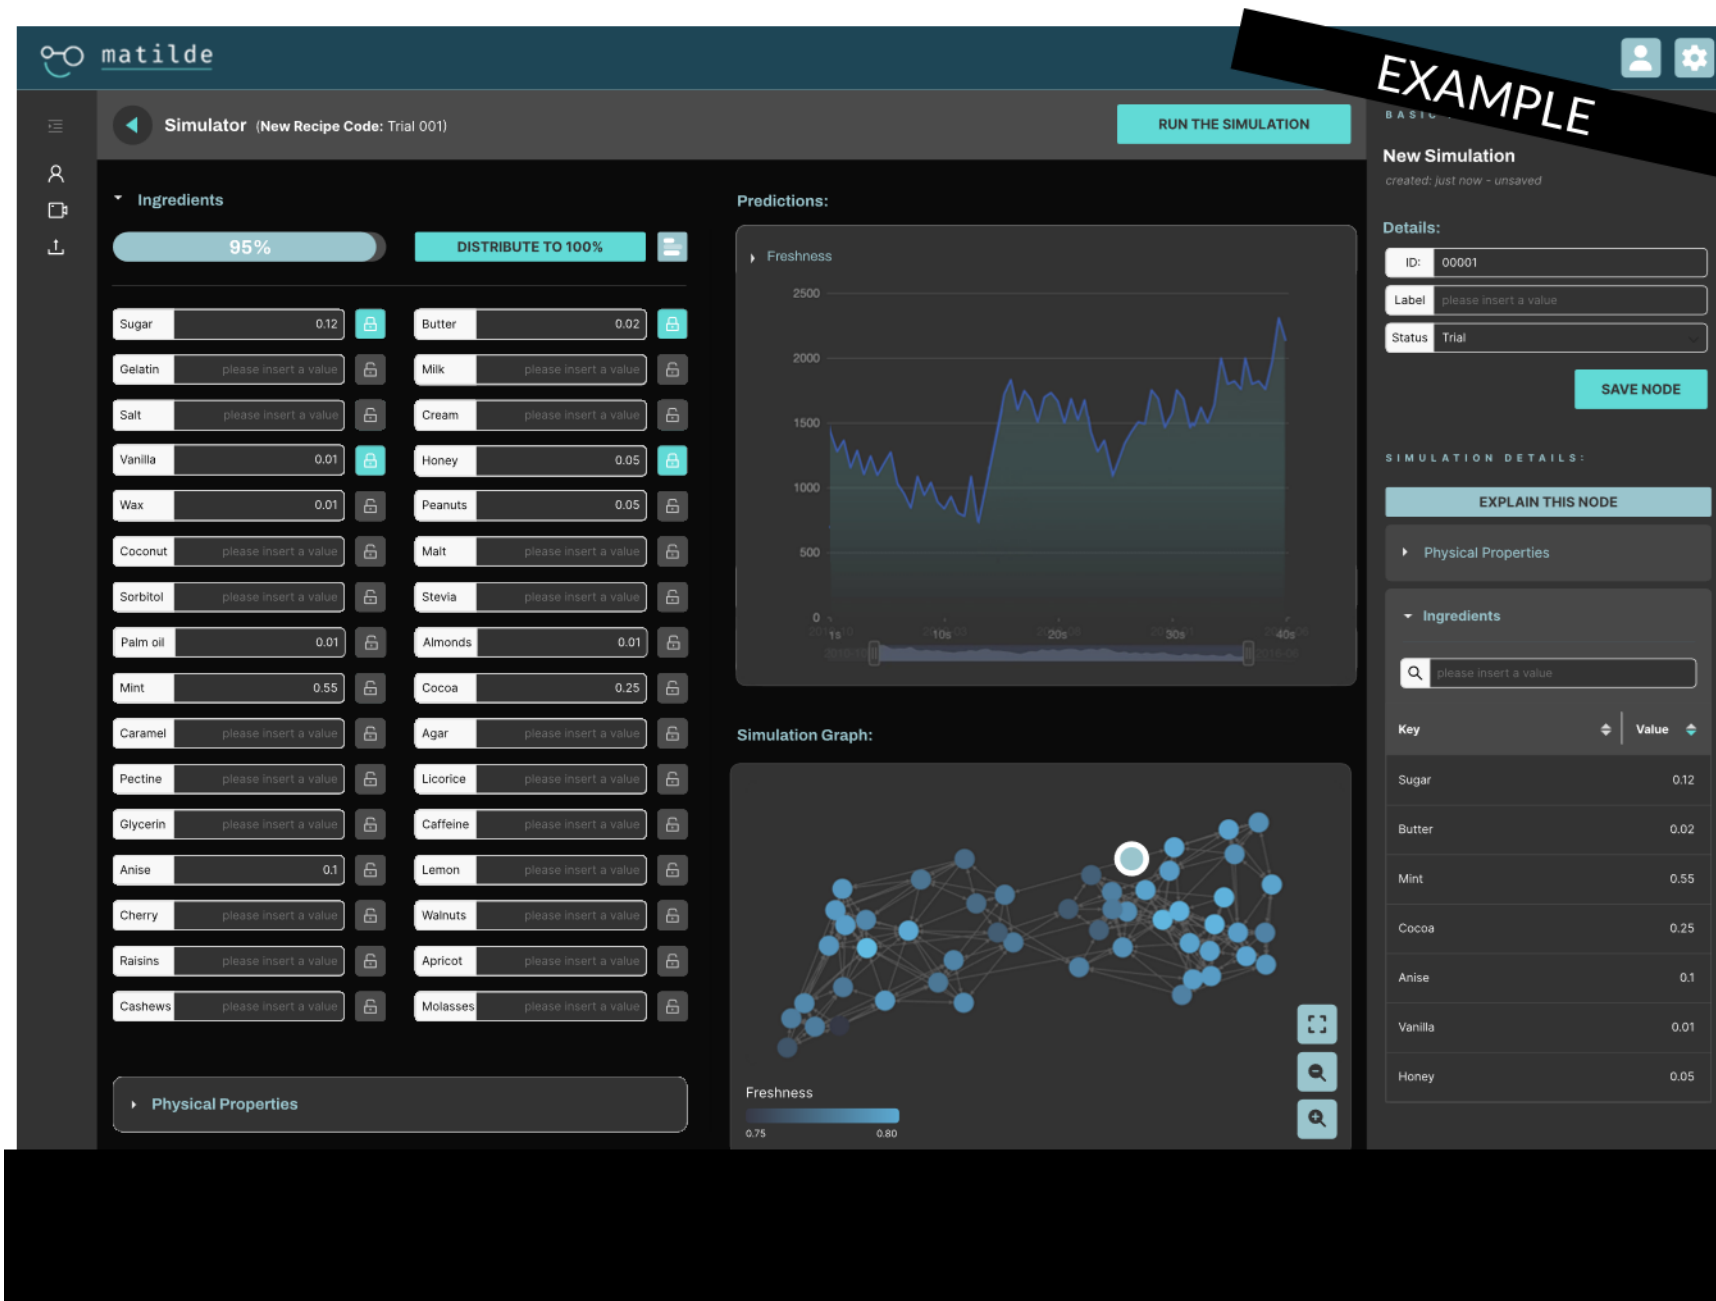 matilde
EXAMPLE
Simulator (New Recipe Code: Trial 001)
RUN THE SIMULATION
Ingredients
95%
DISTRIBUTE TO 100%
Sugar 0.12
Butter 0.02
Gelatin please insert a value
Milk please insert a value
Salt please insert a value
Cream please insert a value
Vanilla 0.01
Honey 0.05
Wax 0.01
Peanuts 0.05
Coconut please insert a value
Malt please insert a value
Sorbitol please insert a value
Stevia please insert a value
Palm oil 0.01
Almonds 0.01
Mint 0.55
Cocoa 0.25
Caramel please insert a value
Agar please insert a value
Pectine please insert a value
Licorice please insert a value
Glycerin please insert a value
Caffeine please insert a value
Anise 0.1
Lemon please insert a value
Cherry please insert a value
Walnuts please insert a value
Raisins please insert a value
Apricot please insert a value
Cashews please insert a value
Molasses please insert a value
Physical Properties
Predictions:
Freshness
2500
2000
1500
1000
500
0
1s 10s 20s 30s 40s
Simulation Graph:
Freshness
0.75 0.80
BASIC
New Simulation
created: just now - unsaved
Details:
ID: 00001
Label please insert a value
Status Trial
SAVE NODE
SIMULATION DETAILS:
EXPLAIN THIS NODE
Physical Properties
Ingredients
please insert a value
Key Value
Sugar 0.12
Butter 0.02
Mint 0.55
Cocoa 0.25
Anise 0.1
Vanilla 0.01
Honey 0.05